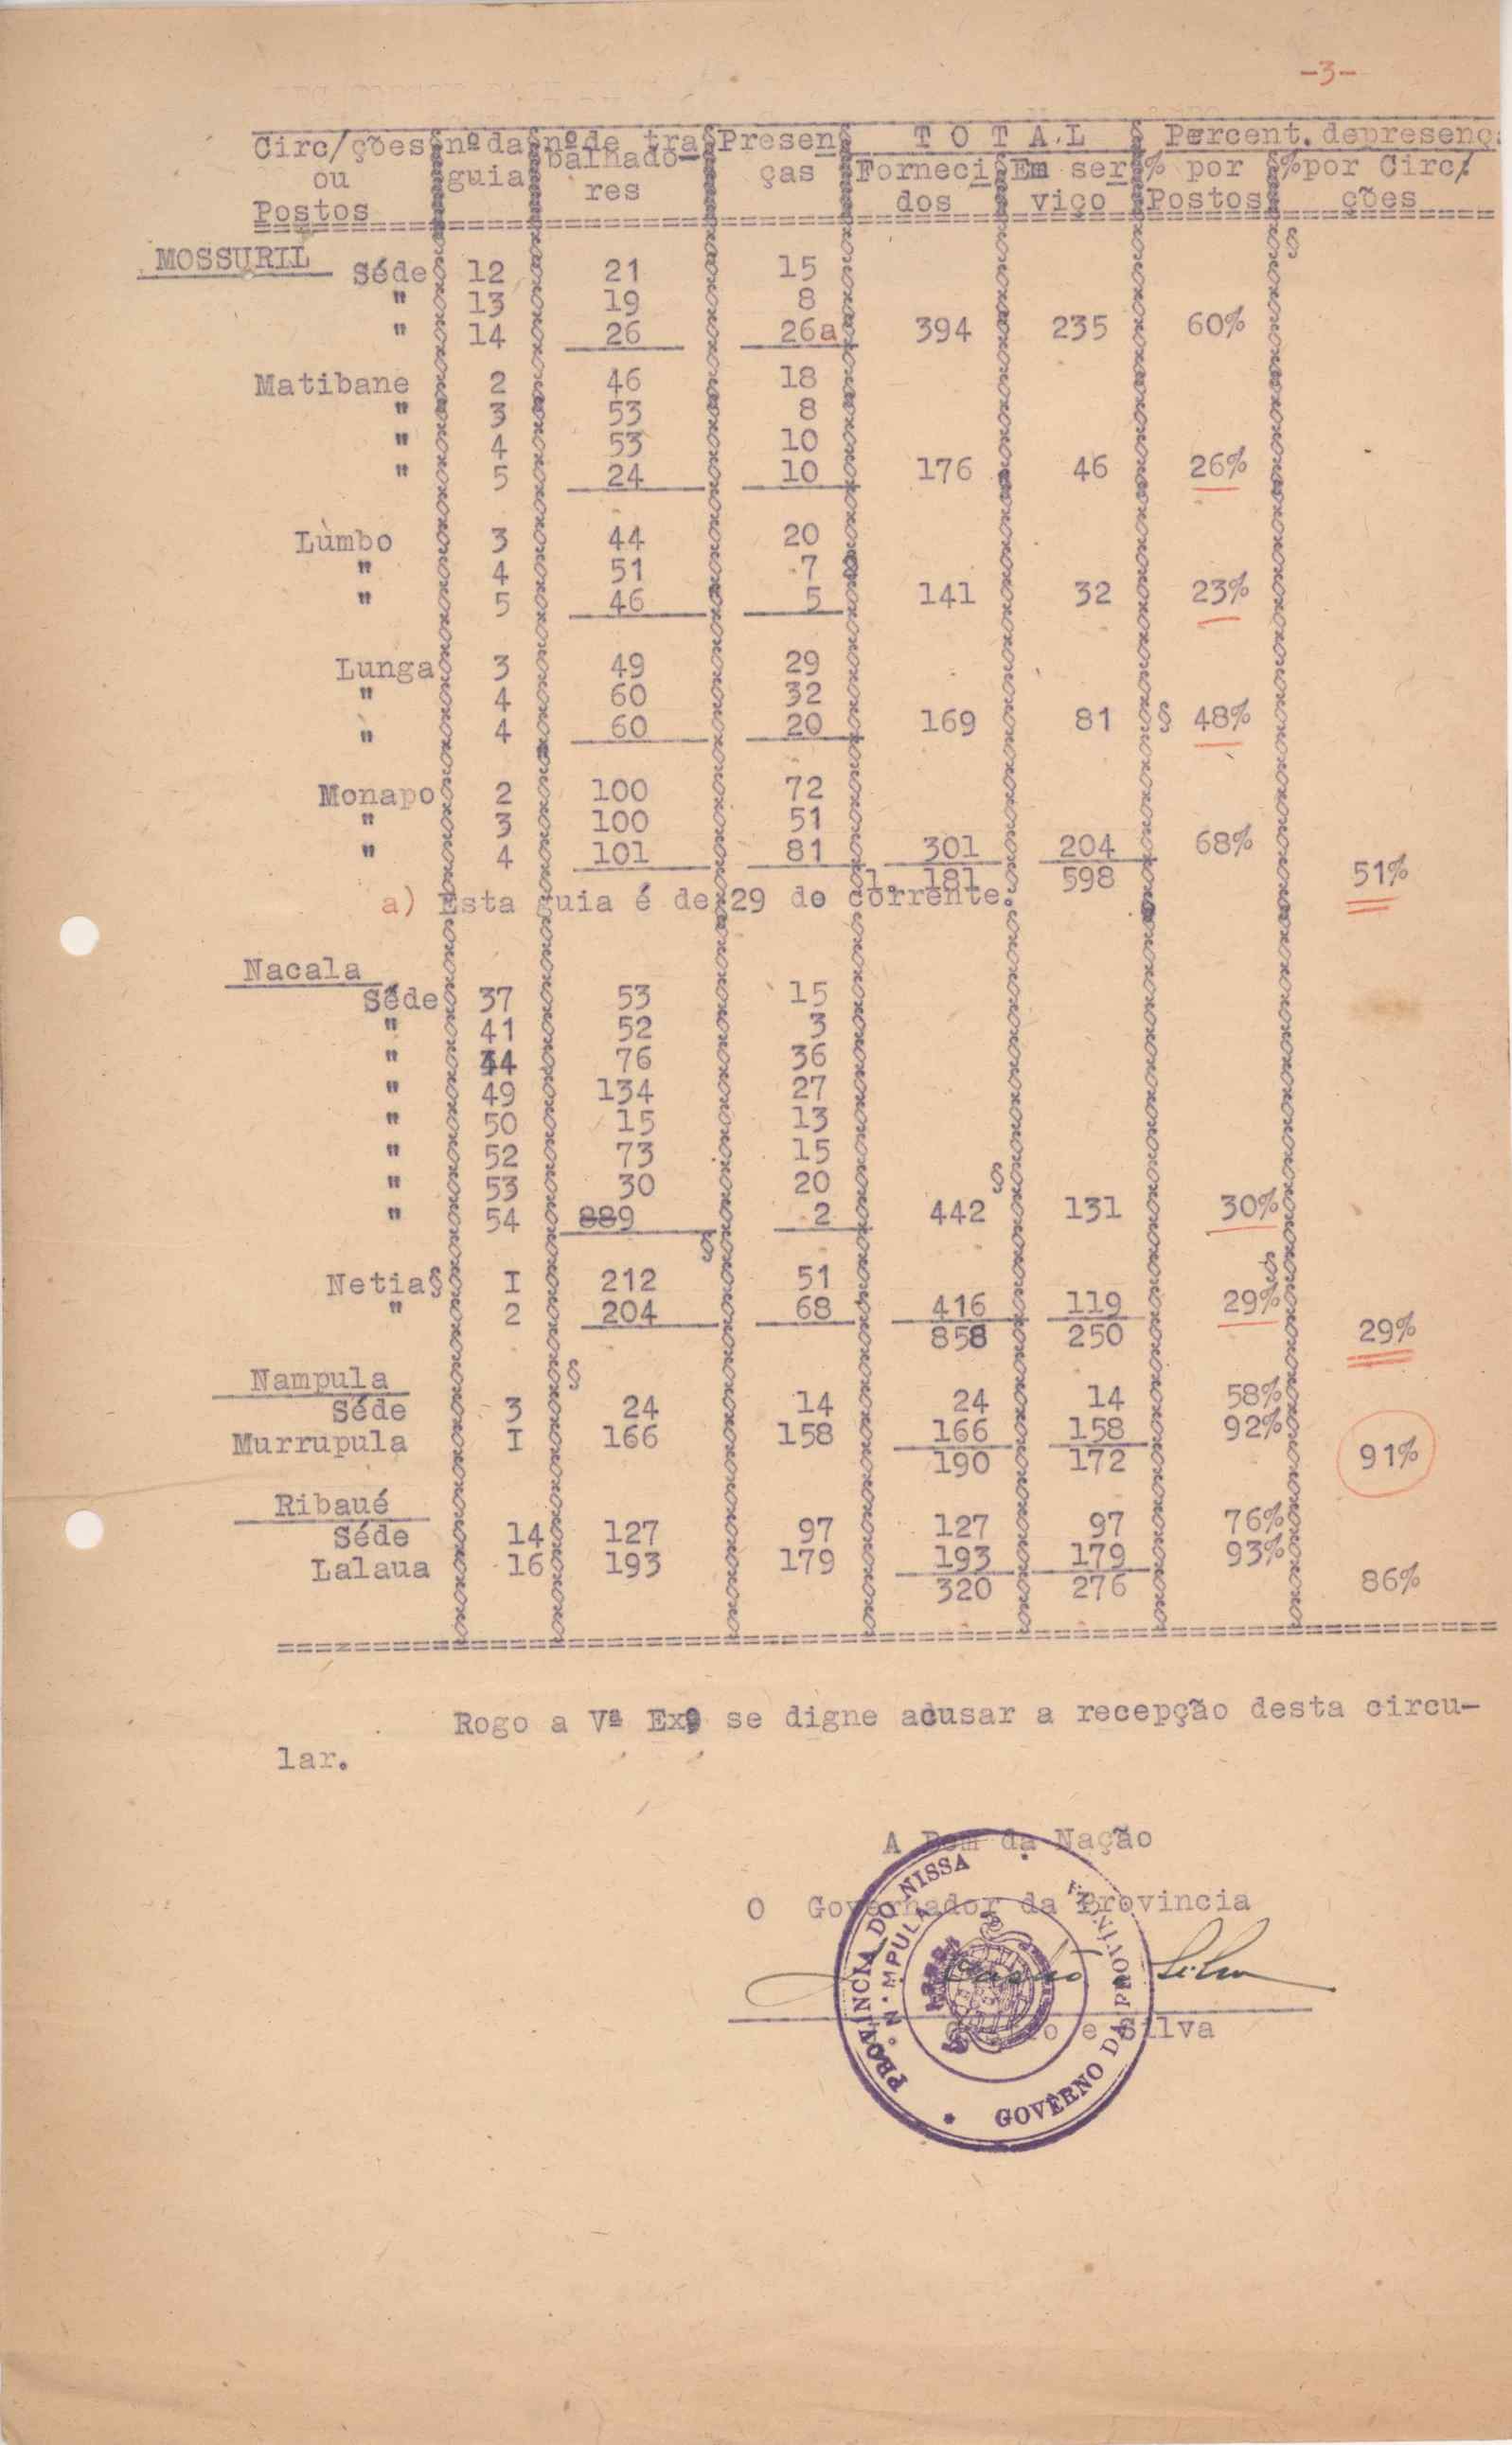 -3-
Circ/ções nº da nº de tra- Presen- T O T A L Percent. depresenç.
ou guia balhado- ças Forneci- Em ser- % por % por Circ/
Postos res dos viço Postos ções
MOSSURIL Séde 12 21 15
" 13 19 8
" 14 26 26a 394 235 60%
Matibane 2 46 18
" 3 53 8
" 4 53 10
" 5 24 10 176 46 26%
Lùmbo 3 44 20
" 4 51 7
" 5 46 5 141 32 23%
Lunga 3 49 29
" 4 60 32
" 4 60 20 169 81 § 48%
Monapo 2 100 72
" 3 100 51
" 4 101 81 301 204 68%
1.181 598 51%
a) Esta guia é de 29 do corrente.
Nacala
Séde 37 53 15
" 41 52 3
" 44 76 36
" 49 134 27
" 50 15 13
" 52 73 15
" 53 30 20
" 54 889 2 442 131 30%
Netia§ I 212 51
" 2 204 68 416 119 29%
858 250 29%
Nampula
Séde 3 24 14 24 14 58%
Murrupula I 166 158 166 158 92%
190 172 91%
Ribaué
Séde 14 127 97 127 97 76%
Lalaua 16 193 179 193 179 93%
320 276 86%
Rogo a Vª Exª se digne acusar a recepção desta circu-
lar.
A Bem da Nação
O Governador da Provincia
Castro e Silva
PROVINCIA DO NIASSA
NAMPULA
GOVÊRNO DA PROVÍNCIA